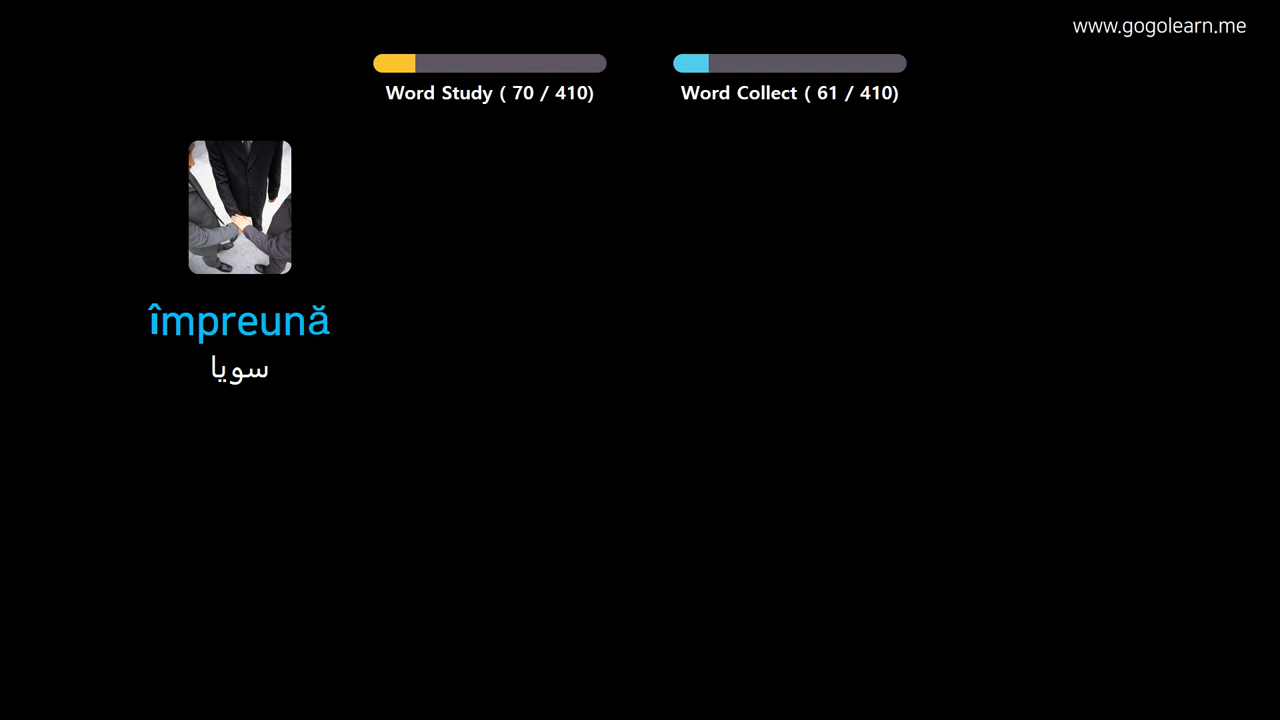 www.gogolearn.me
Word Study ( 70 / 410)
Word Collect ( 61 / 410)
împreună
سويا